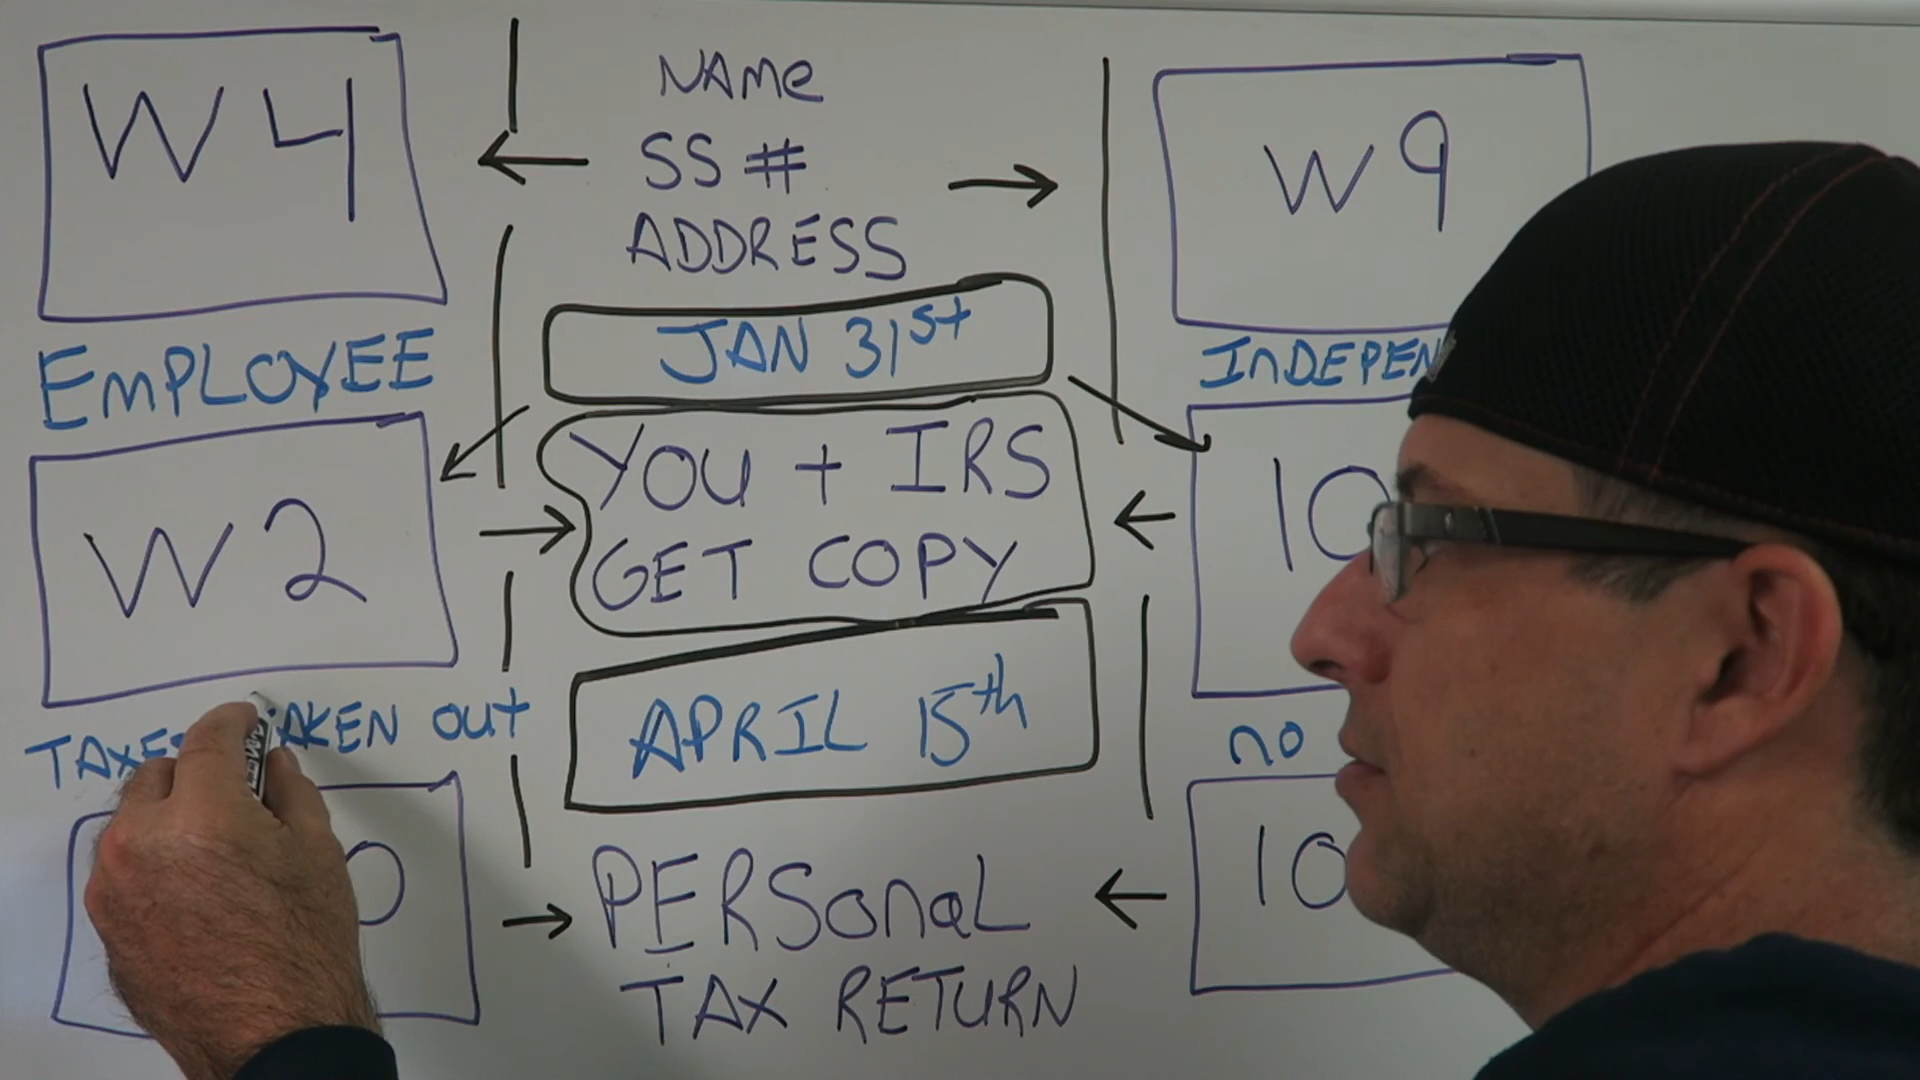 W4
EMPLOYEE
W2
TAKEN OUT
NAME
SS #
ADDRESS
JAN 31st
YOU + IRS
GET COPY
APRIL 15th
PERSONAL
TAX RETURN
W9
no